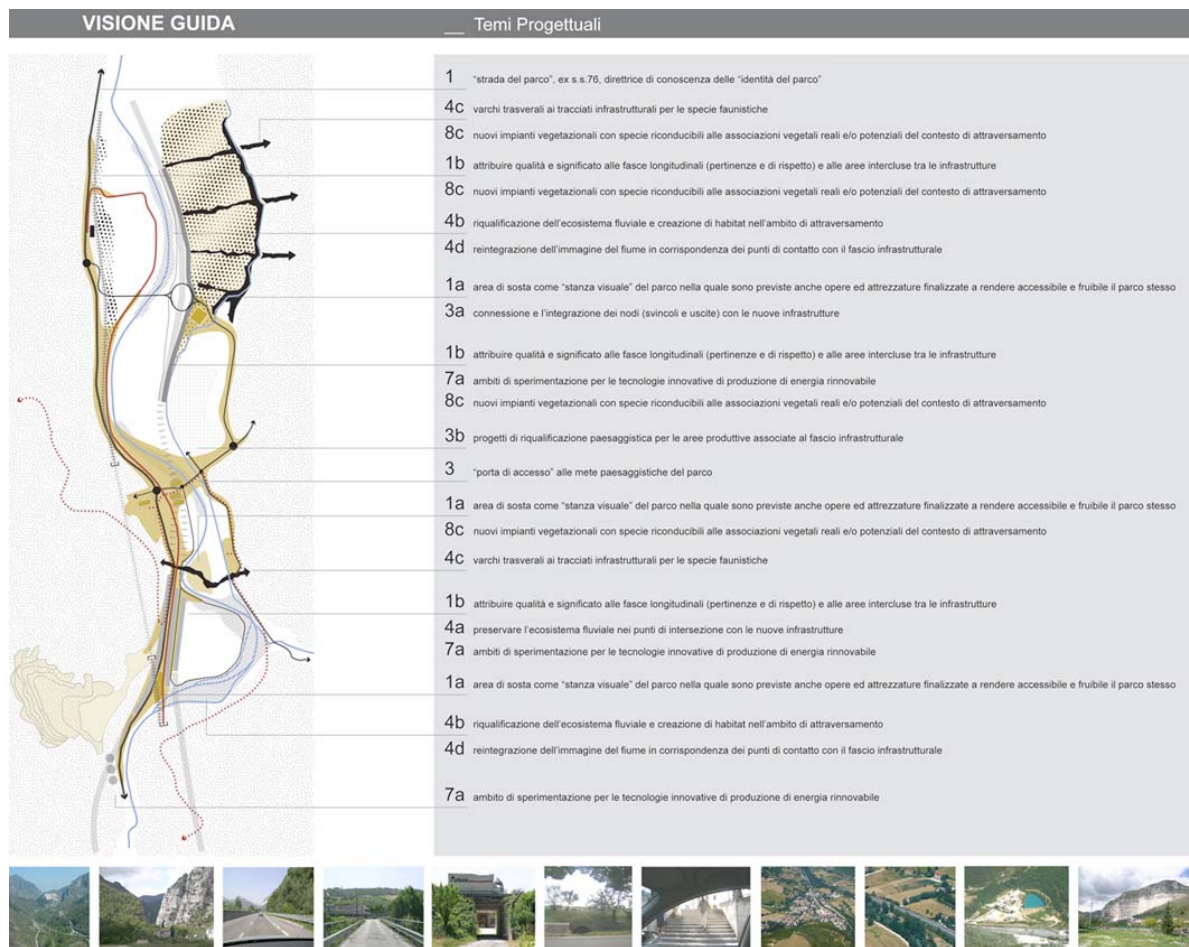 VISIONE GUIDA
__ Temi Progettuali
1 "strada del parco", ex s.s.76, direttrice di conoscenza delle "identità del parco"
4c varchi trasverali ai tracciati infrastrutturali per le specie faunistiche
8c nuovi impianti vegetazionali con specie riconducibili alle associazioni vegetali reali e/o potenziali del contesto di attraversamento
1b attribuire qualità e significato alle fasce longitudinali (pertinenze e di rispetto) e alle aree intercluse tra le infrastrutture
8c nuovi impianti vegetazionali con specie riconducibili alle associazioni vegetali reali e/o potenziali del contesto di attraversamento
4b riqualificazione dell'ecosistema fluviale e creazione di habitat nell'ambito di attraversamento
4d reintegrazione dell'immagine del fiume in corrispondenza dei punti di contatto con il fascio infrastrutturale
1a area di sosta come "stanza visuale" del parco nella quale sono previste anche opere ed attrezzature finalizzate a rendere accessibile e fruibile il parco stesso
3a connessione e l'integrazione dei nodi (svincoli e uscite) con le nuove infrastrutture
1b attribuire qualità e significato alle fasce longitudinali (pertinenze e di rispetto) e alle aree intercluse tra le infrastrutture
7a ambiti di sperimentazione per le tecnologie innovative di produzione di energia rinnovabile
8c nuovi impianti vegetazionali con specie riconducibili alle associazioni vegetali reali e/o potenziali del contesto di attraversamento
3b progetti di riqualificazione paesaggistica per le aree produttive associate al fascio infrastrutturale
3 "porta di accesso" alle mete paesaggistiche del parco
1a area di sosta come "stanza visuale" del parco nella quale sono previste anche opere ed attrezzature finalizzate a rendere accessibile e fruibile il parco stesso
8c nuovi impianti vegetazionali con specie riconducibili alle associazioni vegetali reali e/o potenziali del contesto di attraversamento
4c varchi trasverali ai tracciati infrastrutturali per le specie faunistiche
1b attribuire qualità e significato alle fasce longitudinali (pertinenze e di rispetto) e alle aree intercluse tra le infrastrutture
4a preservare l'ecosistema fluviale nei punti di intersezione con le nuove infrastrutture
7a ambiti di sperimentazione per le tecnologie innovative di produzione di energia rinnovabile
1a area di sosta come "stanza visuale" del parco nella quale sono previste anche opere ed attrezzature finalizzate a rendere accessibile e fruibile il parco stesso
4b riqualificazione dell'ecosistema fluviale e creazione di habitat nell'ambito di attraversamento
4d reintegrazione dell'immagine del fiume in corrispondenza dei punti di contatto con il fascio infrastrutturale
7a ambito di sperimentazione per le tecnologie innovative di produzione di energia rinnovabile